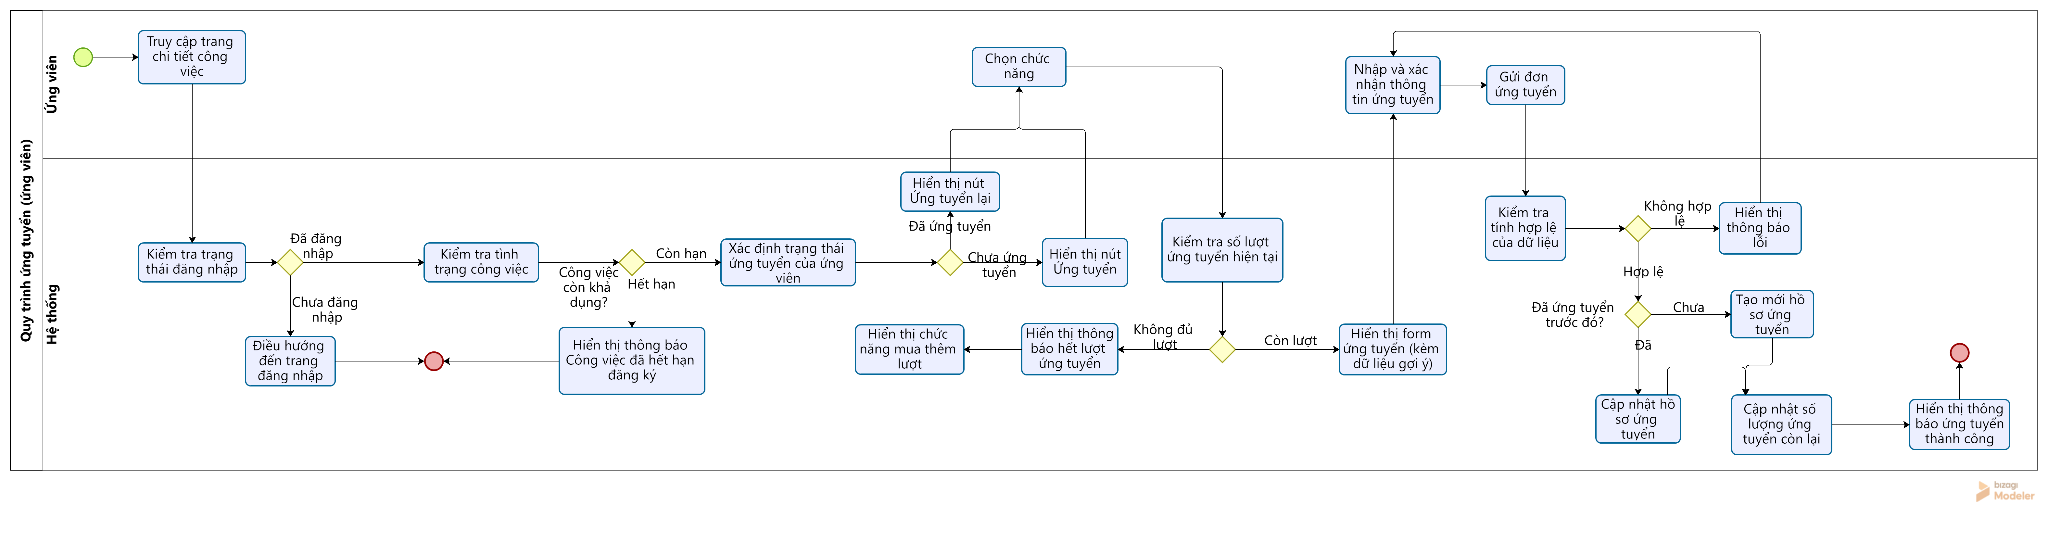 Quy trình ứng tuyển (ứng viên)
Ứng viên
Hệ thống
Truy cập trang
chi tiết công
việc
Kiểm tra trạng
thái đăng nhập
Đã đăng
nhập
Chưa đăng
nhập
Điều hướng
đến trang
đăng nhập
Kiểm tra tình
trạng công việc
Công việc
còn khả
dụng?
Còn hạn
Hết hạn
Hiển thị thông báo
Công việc đã hết hạn
đăng ký
Xác định trạng thái
ứng tuyển của ứng
viên
Đã ứng tuyển
Chưa ứng
tuyển
Hiển thị nút
Ứng tuyển lại
Hiển thị nút
Ứng tuyển
Chọn chức
năng
Kiểm tra số lượt
ứng tuyển hiện tại
Không đủ
lượt
Còn lượt
Hiển thị thông
báo hết lượt
ứng tuyển
Hiển thị chức
năng mua thêm
lượt
Hiển thị form
ứng tuyển (kèm
dữ liệu gợi ý)
Nhập và xác
nhận thông
tin ứng tuyển
Gửi đơn
ứng tuyển
Kiểm tra
tính hợp lệ
của dữ liệu
Không hợp
lệ
Hiển thị
thông báo
lỗi
Hợp lệ
Đã ứng tuyển
trước đó?
Chưa
Đã
Tạo mới hồ
sơ ứng
tuyển
Cập nhật hồ
sơ ứng
tuyển
Cập nhật số
lượng ứng
tuyển còn lại
Hiển thị thông
báo ứng tuyển
thành công
bizagi
Modeler